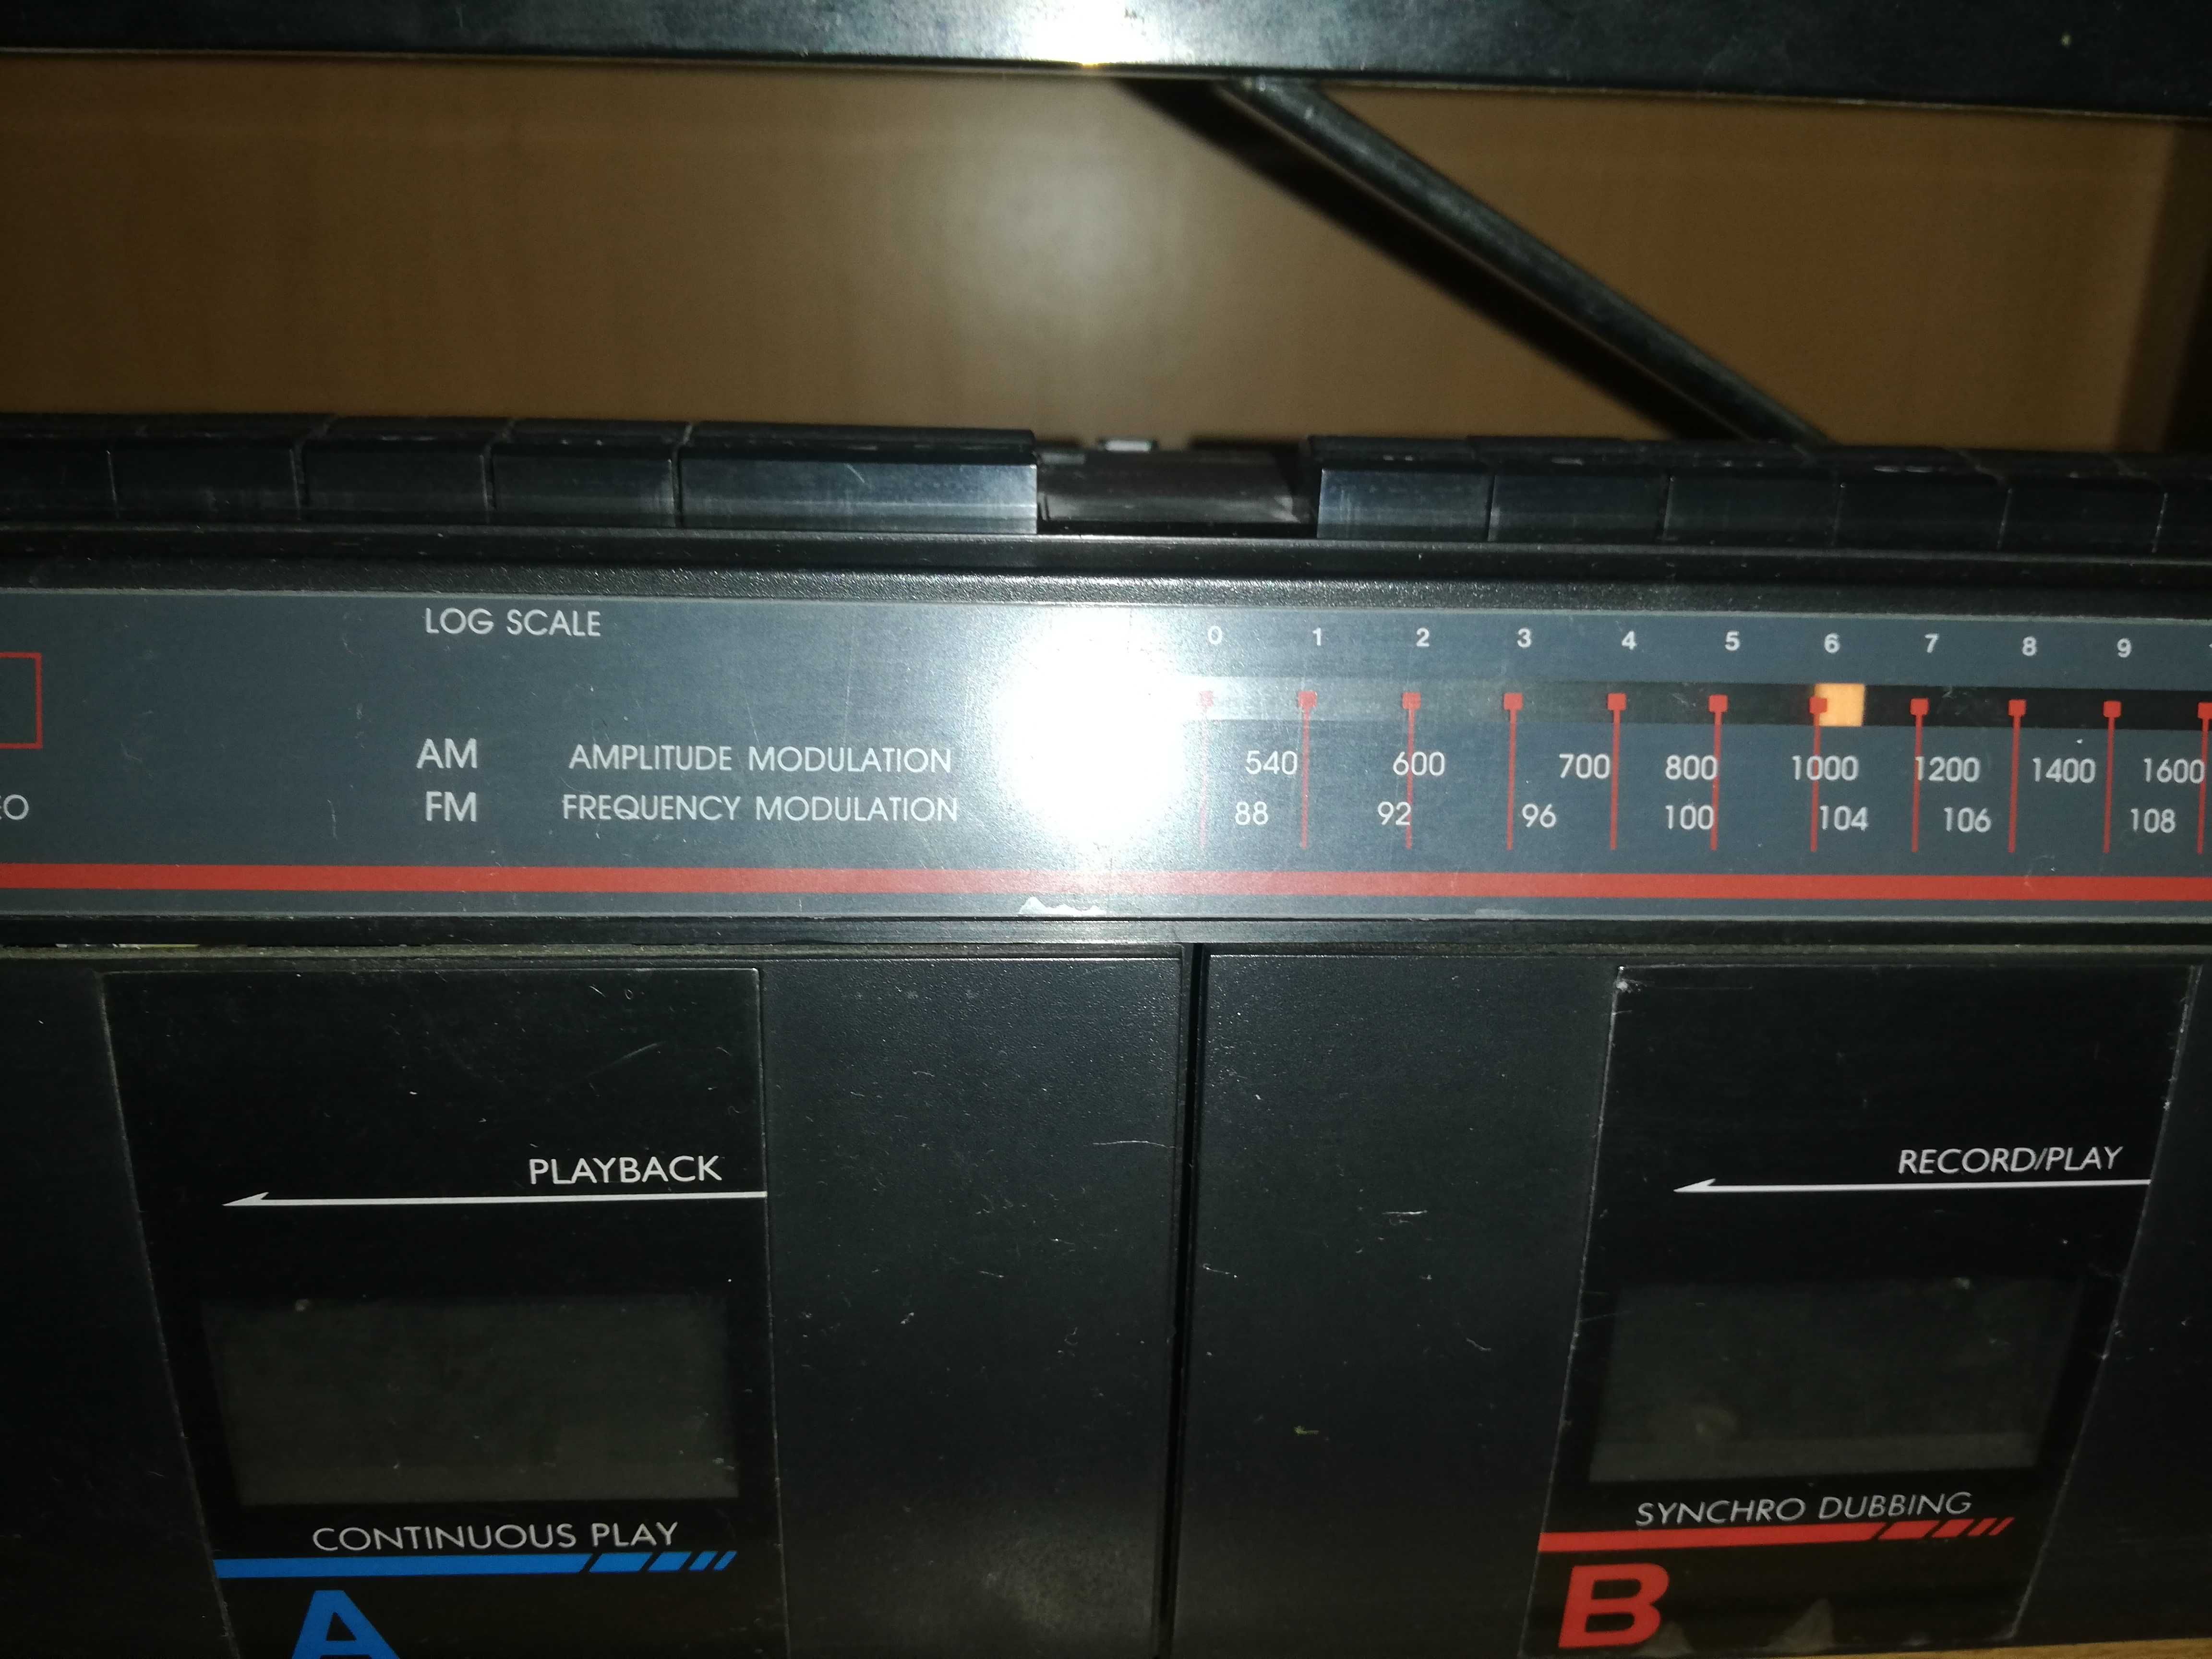 LOG SCALE 0 1 2 3 4 5 6 7 8 9
AM AMPLITUDE MODULATION 540 600 700 800 1000 1200 1400 1600
FM FREQUENCY MODULATION 88 92 96 100 104 106 108
EO
PLAYBACK
CONTINUOUS PLAY
A
RECORD/PLAY
SYNCHRO DUBBING
B